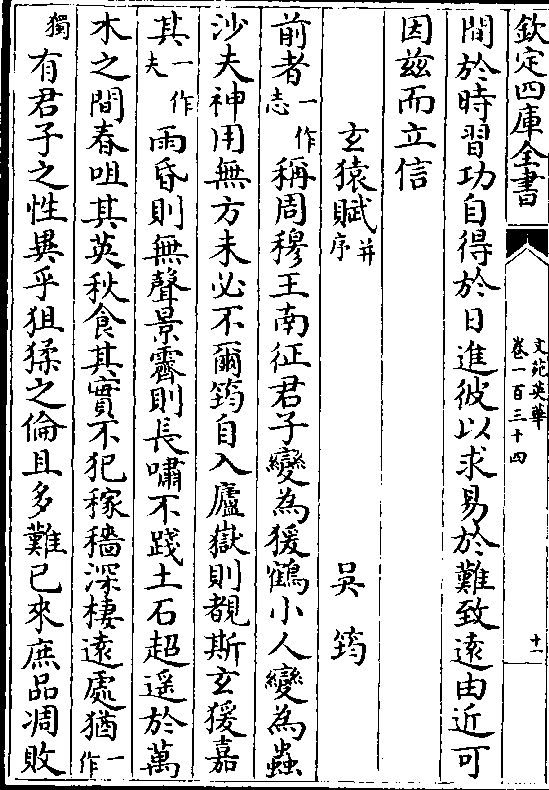 欽定四庫全書
文苑英華
卷一百三十四
十一
間於時習功自得於日進彼以求易於難致遠由近可
因兹而立信
玄猿賦并序 吳筠
前者一作志稱周穆王南征君子變為猨鶴小人變為蟲
沙夫神用無方未必不爾筠自入廬嶽則覩斯玄猨嘉
其一作夫雨昏則無聲景霽則長嘯不踐土石超遥於萬
木之間春咀其英秋食其實不犯稼穡深棲遠處猶一作
獨有君子之性異乎狙猱之倫且多難已來庶品凋敗